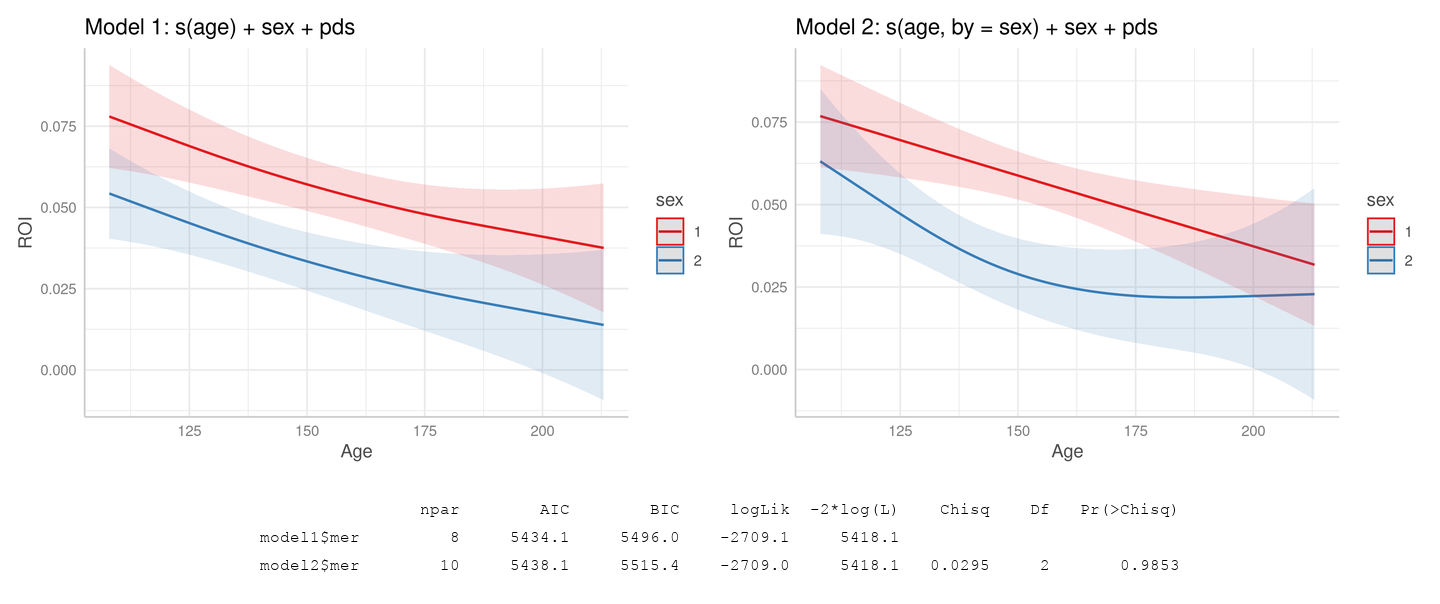 Model 1: s(age) + sex + pds
0.075
0.050
0.025
0.000
ROI
125 150 175 200
Age
sex
1
2
Model 2: s(age, by = sex) + sex + pds
0.075
0.050
0.025
0.000
ROI
125 150 175 200
Age
sex
1
2
npar AIC BIC logLik -2*log(L) Chisq Df Pr(>Chisq)
model1$mer 8 5434.1 5496.0 -2709.1 5418.1
model2$mer 10 5438.1 5515.4 -2709.0 5418.1 0.0295 2 0.9853